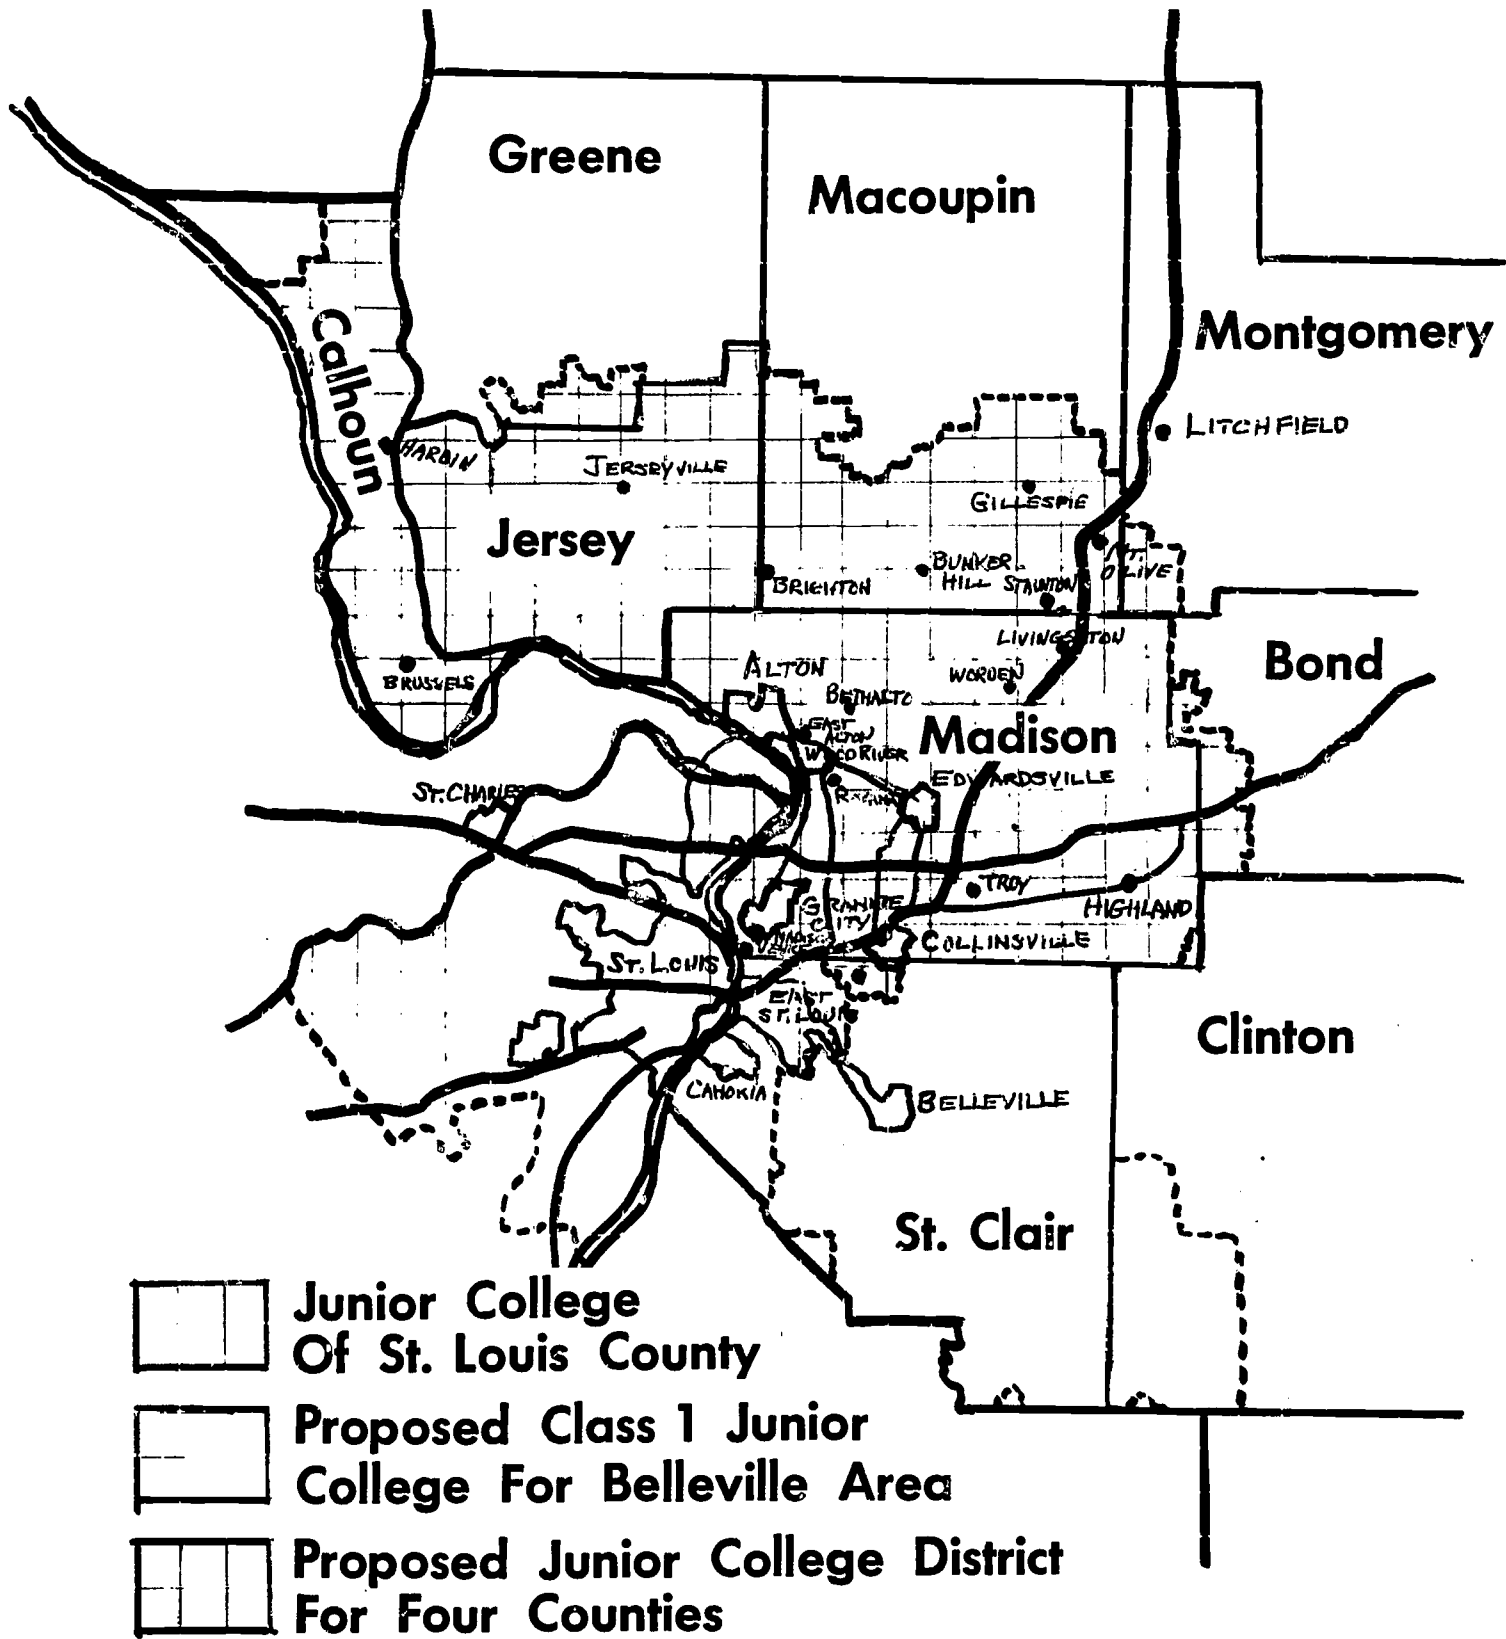 Greene
Macoupin
Montgomery
Calhoun
LITCHFIELD
HARDIN
JERSEYVILLE
GILLESPIE
Jersey
MT.
OLIVE
BRIGHTON
BUNKER
HILL
STAUNTON
LIVINGSTON
Bond
ALTON
BRUSSELS
WORDEN
BETHALTO
EAST
ALTON
WOOD RIVER
Madison
EDWARDSVILLE
ST. CHARLES
TROY
GRANITE
CITY
HIGHLAND
MADISON
VENICE
COLLINSVILLE
ST. LOUIS
EAST
ST. LOUIS
Clinton
CAHOKIA
BELLEVILLE
St. Clair
Junior College
Of St. Louis County
Proposed Class 1 Junior
College For Belleville Area
Proposed Junior College District
For Four Counties